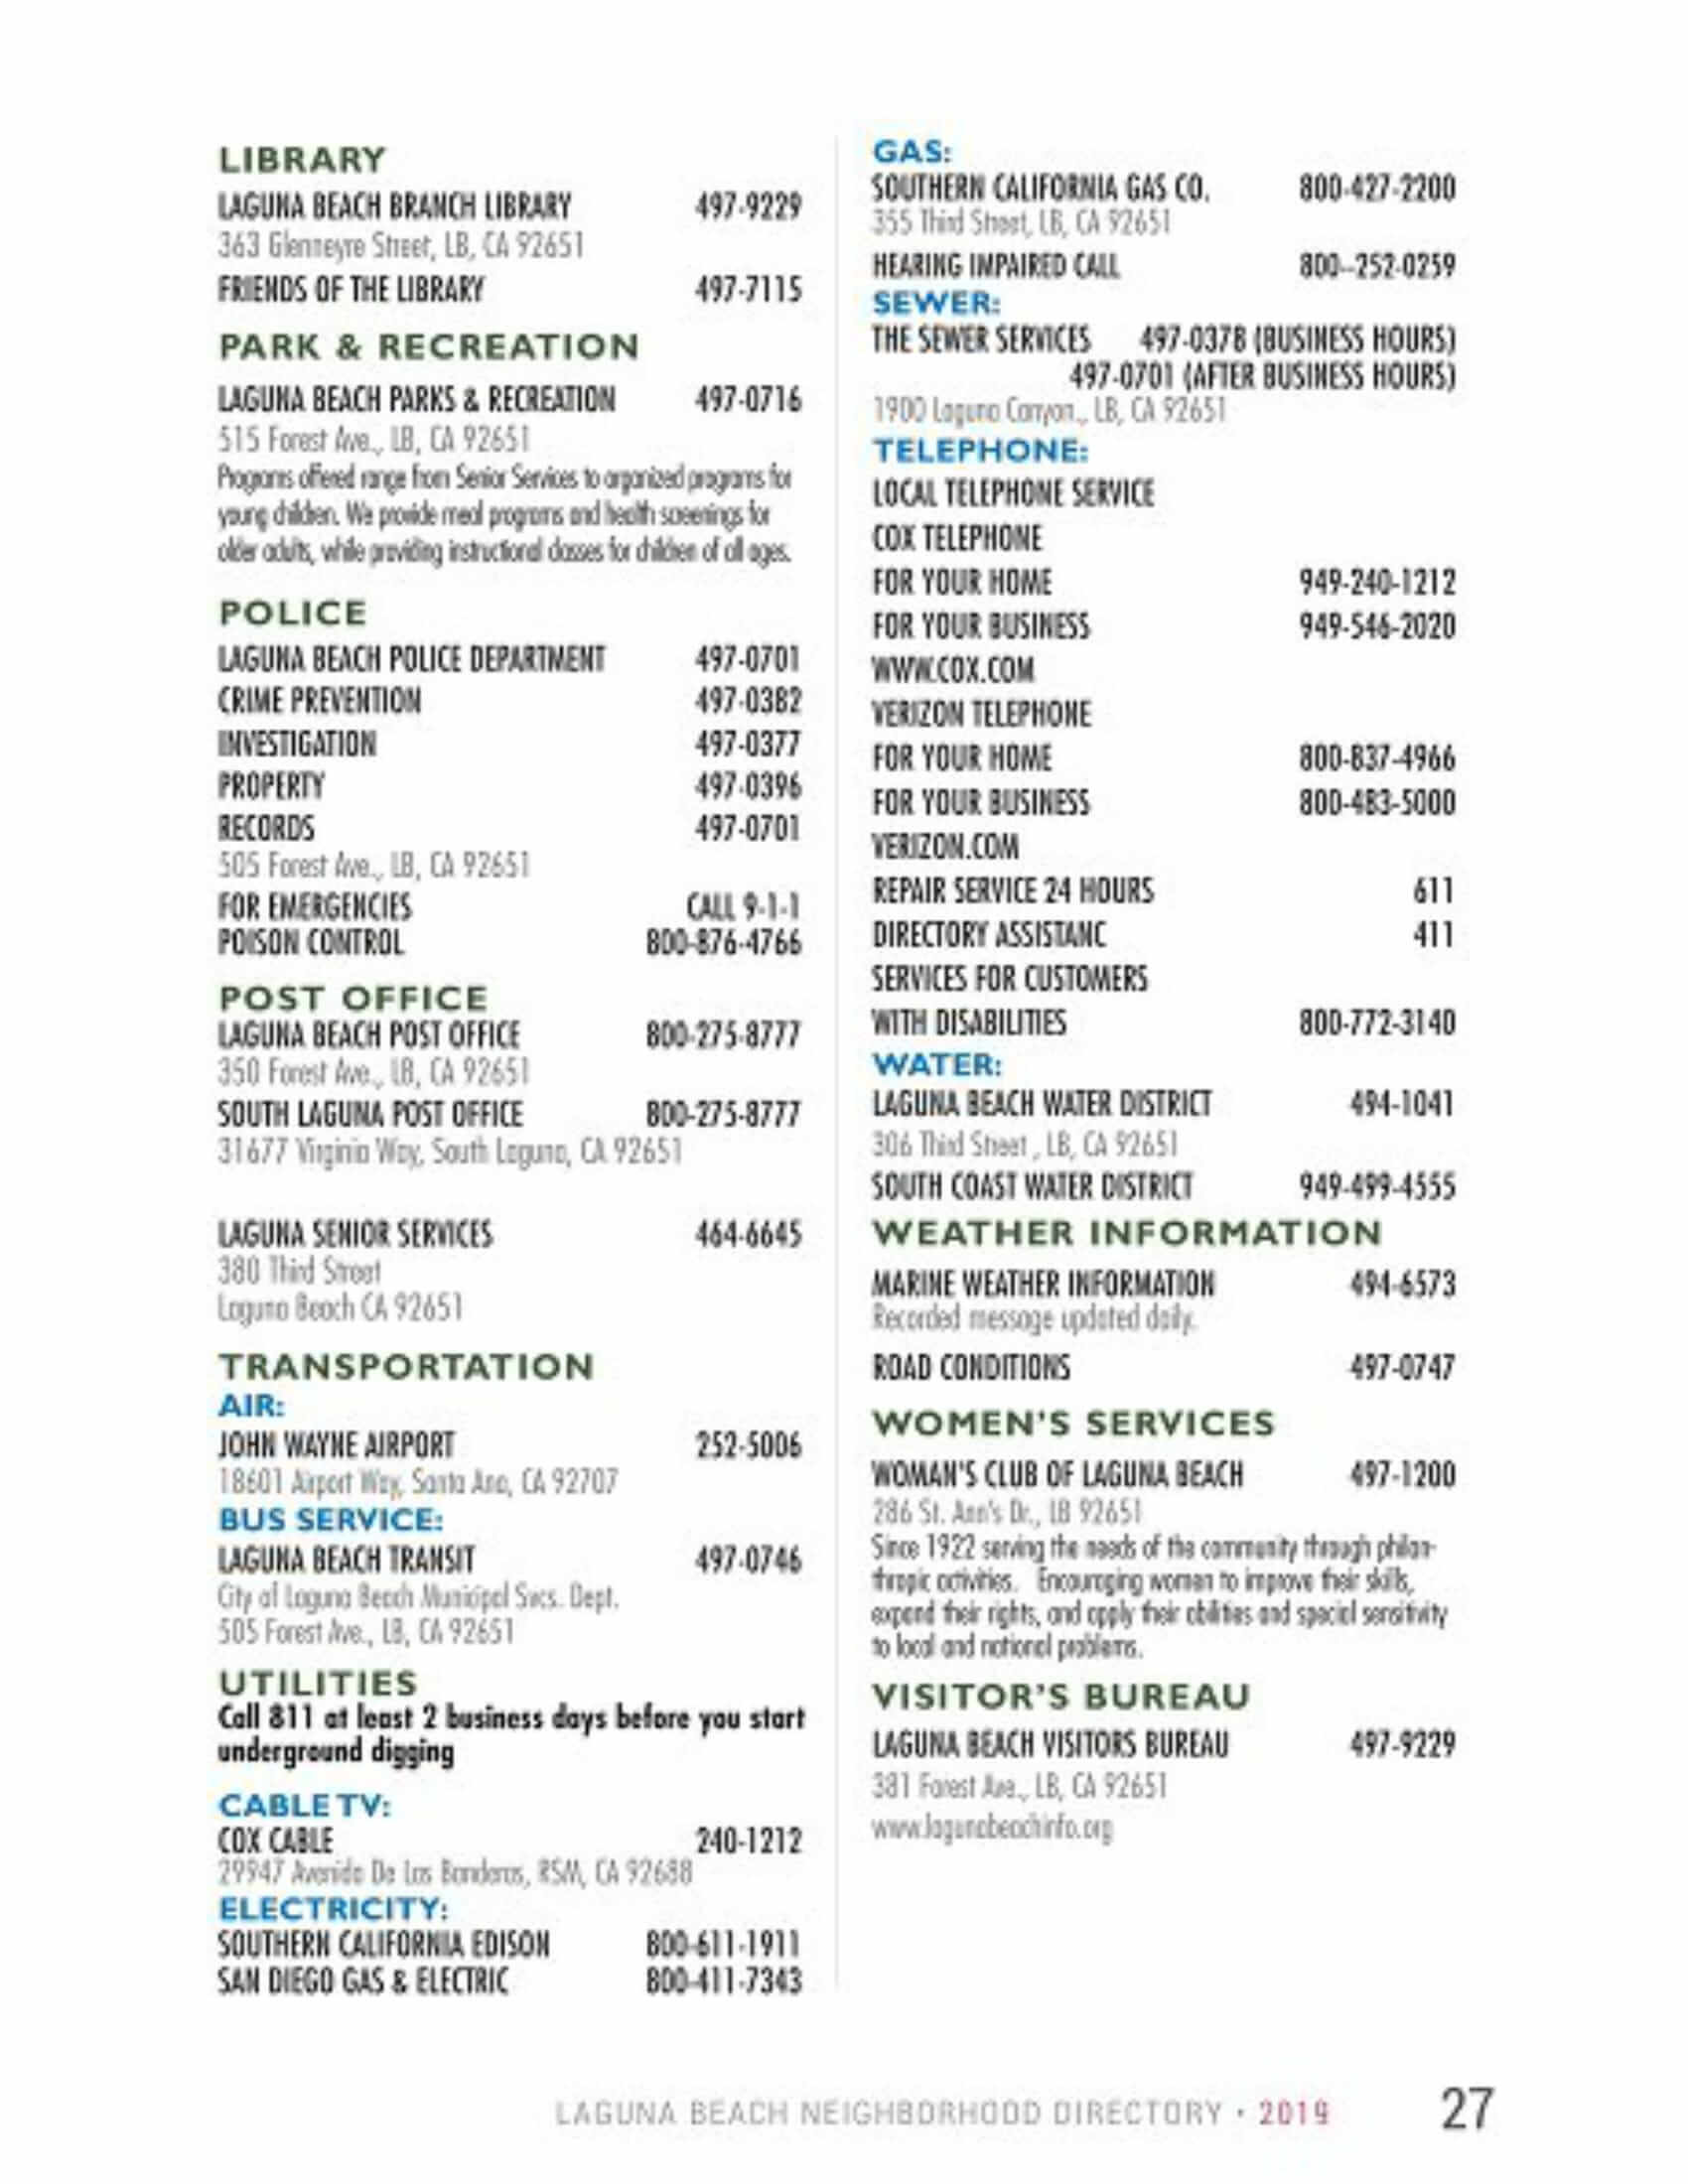 LIBRARY
LAGUNA BEACH BRANCH LIBRARY 497-9229
363 Glenneyre Street, LB, CA 92651
FRIENDS OF THE LIBRARY 497-7115
PARK & RECREATION
LAGUNA BEACH PARKS & RECREATION 497-0716
515 Forest Ave., LB, CA 92651
Programs offered range from Senior Services to organized programs for
young children. We provide meal programs and health screenings for
older adults, while providing instructional classes for children of all ages.
POLICE
LAGUNA BEACH POLICE DEPARTMENT 497-0701
CRIME PREVENTION 497-0382
INVESTIGATION 497-0377
PROPERTY 497-0396
RECORDS 497-0701
505 Forest Ave., LB, CA 92651
FOR EMERGENCIES CALL 9-1-1
POISON CONTROL 800-876-4766
POST OFFICE
LAGUNA BEACH POST OFFICE 800-275-8777
350 Forest Ave., LB, CA 92651
SOUTH LAGUNA POST OFFICE 800-275-8777
31677 Virginia Way, South Laguna, CA 92651
LAGUNA SENIOR SERVICES 464-6645
380 Third Street
Laguna Beach CA 92651
TRANSPORTATION
AIR:
JOHN WAYNE AIRPORT 252-5006
18601 Airport Way, Santa Ana, CA 92707
BUS SERVICE:
LAGUNA BEACH TRANSIT 497-0746
City of Laguna Beach Municipal Svcs. Dept.
505 Forest Ave., LB, CA 92651
UTILITIES
Call 811 at least 2 business days before you start
underground digging
CABLE TV:
COX CABLE 240-1212
29947 Avenida De Las Banderas, RSM, CA 92688
ELECTRICITY:
SOUTHERN CALIFORNIA EDISON 800-611-1911
SAN DIEGO GAS & ELECTRIC 800-411-7343
GAS:
SOUTHERN CALIFORNIA GAS CO. 800-427-2200
355 Third Street, LB, CA 92651
HEARING IMPAIRED CALL 800--252-0259
SEWER:
THE SEWER SERVICES 497-0378 (BUSINESS HOURS)
497-0701 (AFTER BUSINESS HOURS)
1900 Laguna Canyon., LB, CA 92651
TELEPHONE:
LOCAL TELEPHONE SERVICE
COX TELEPHONE
FOR YOUR HOME 949-240-1212
FOR YOUR BUSINESS 949-546-2020
WWW.COX.COM
VERIZON TELEPHONE
FOR YOUR HOME 800-837-4966
FOR YOUR BUSINESS 800-483-5000
VERIZON.COM
REPAIR SERVICE 24 HOURS 611
DIRECTORY ASSISTANC 411
SERVICES FOR CUSTOMERS
WITH DISABILITIES 800-772-3140
WATER:
LAGUNA BEACH WATER DISTRICT 494-1041
306 Third Street , LB, CA 92651
SOUTH COAST WATER DISTRICT 949-499-4555
WEATHER INFORMATION
MARINE WEATHER INFORMATION 494-6573
Recorded message updated daily.
ROAD CONDITIONS 497-0747
WOMEN'S SERVICES
WOMAN'S CLUB OF LAGUNA BEACH 497-1200
286 St. Ann's Dr., LB 92651
Since 1922 serving the needs of the community through philan-
thropic activities. Encouraging women to improve their skills,
expand their rights, and apply their abilities and special sensitivity
to local and national problems.
VISITOR'S BUREAU
LAGUNA BEACH VISITORS BUREAU 497-9229
381 Forest Ave., LB, CA 92651
www.lagunabeachinfo.org
LAGUNA BEACH NEIGHBORHOOD DIRECTORY • 2019 27